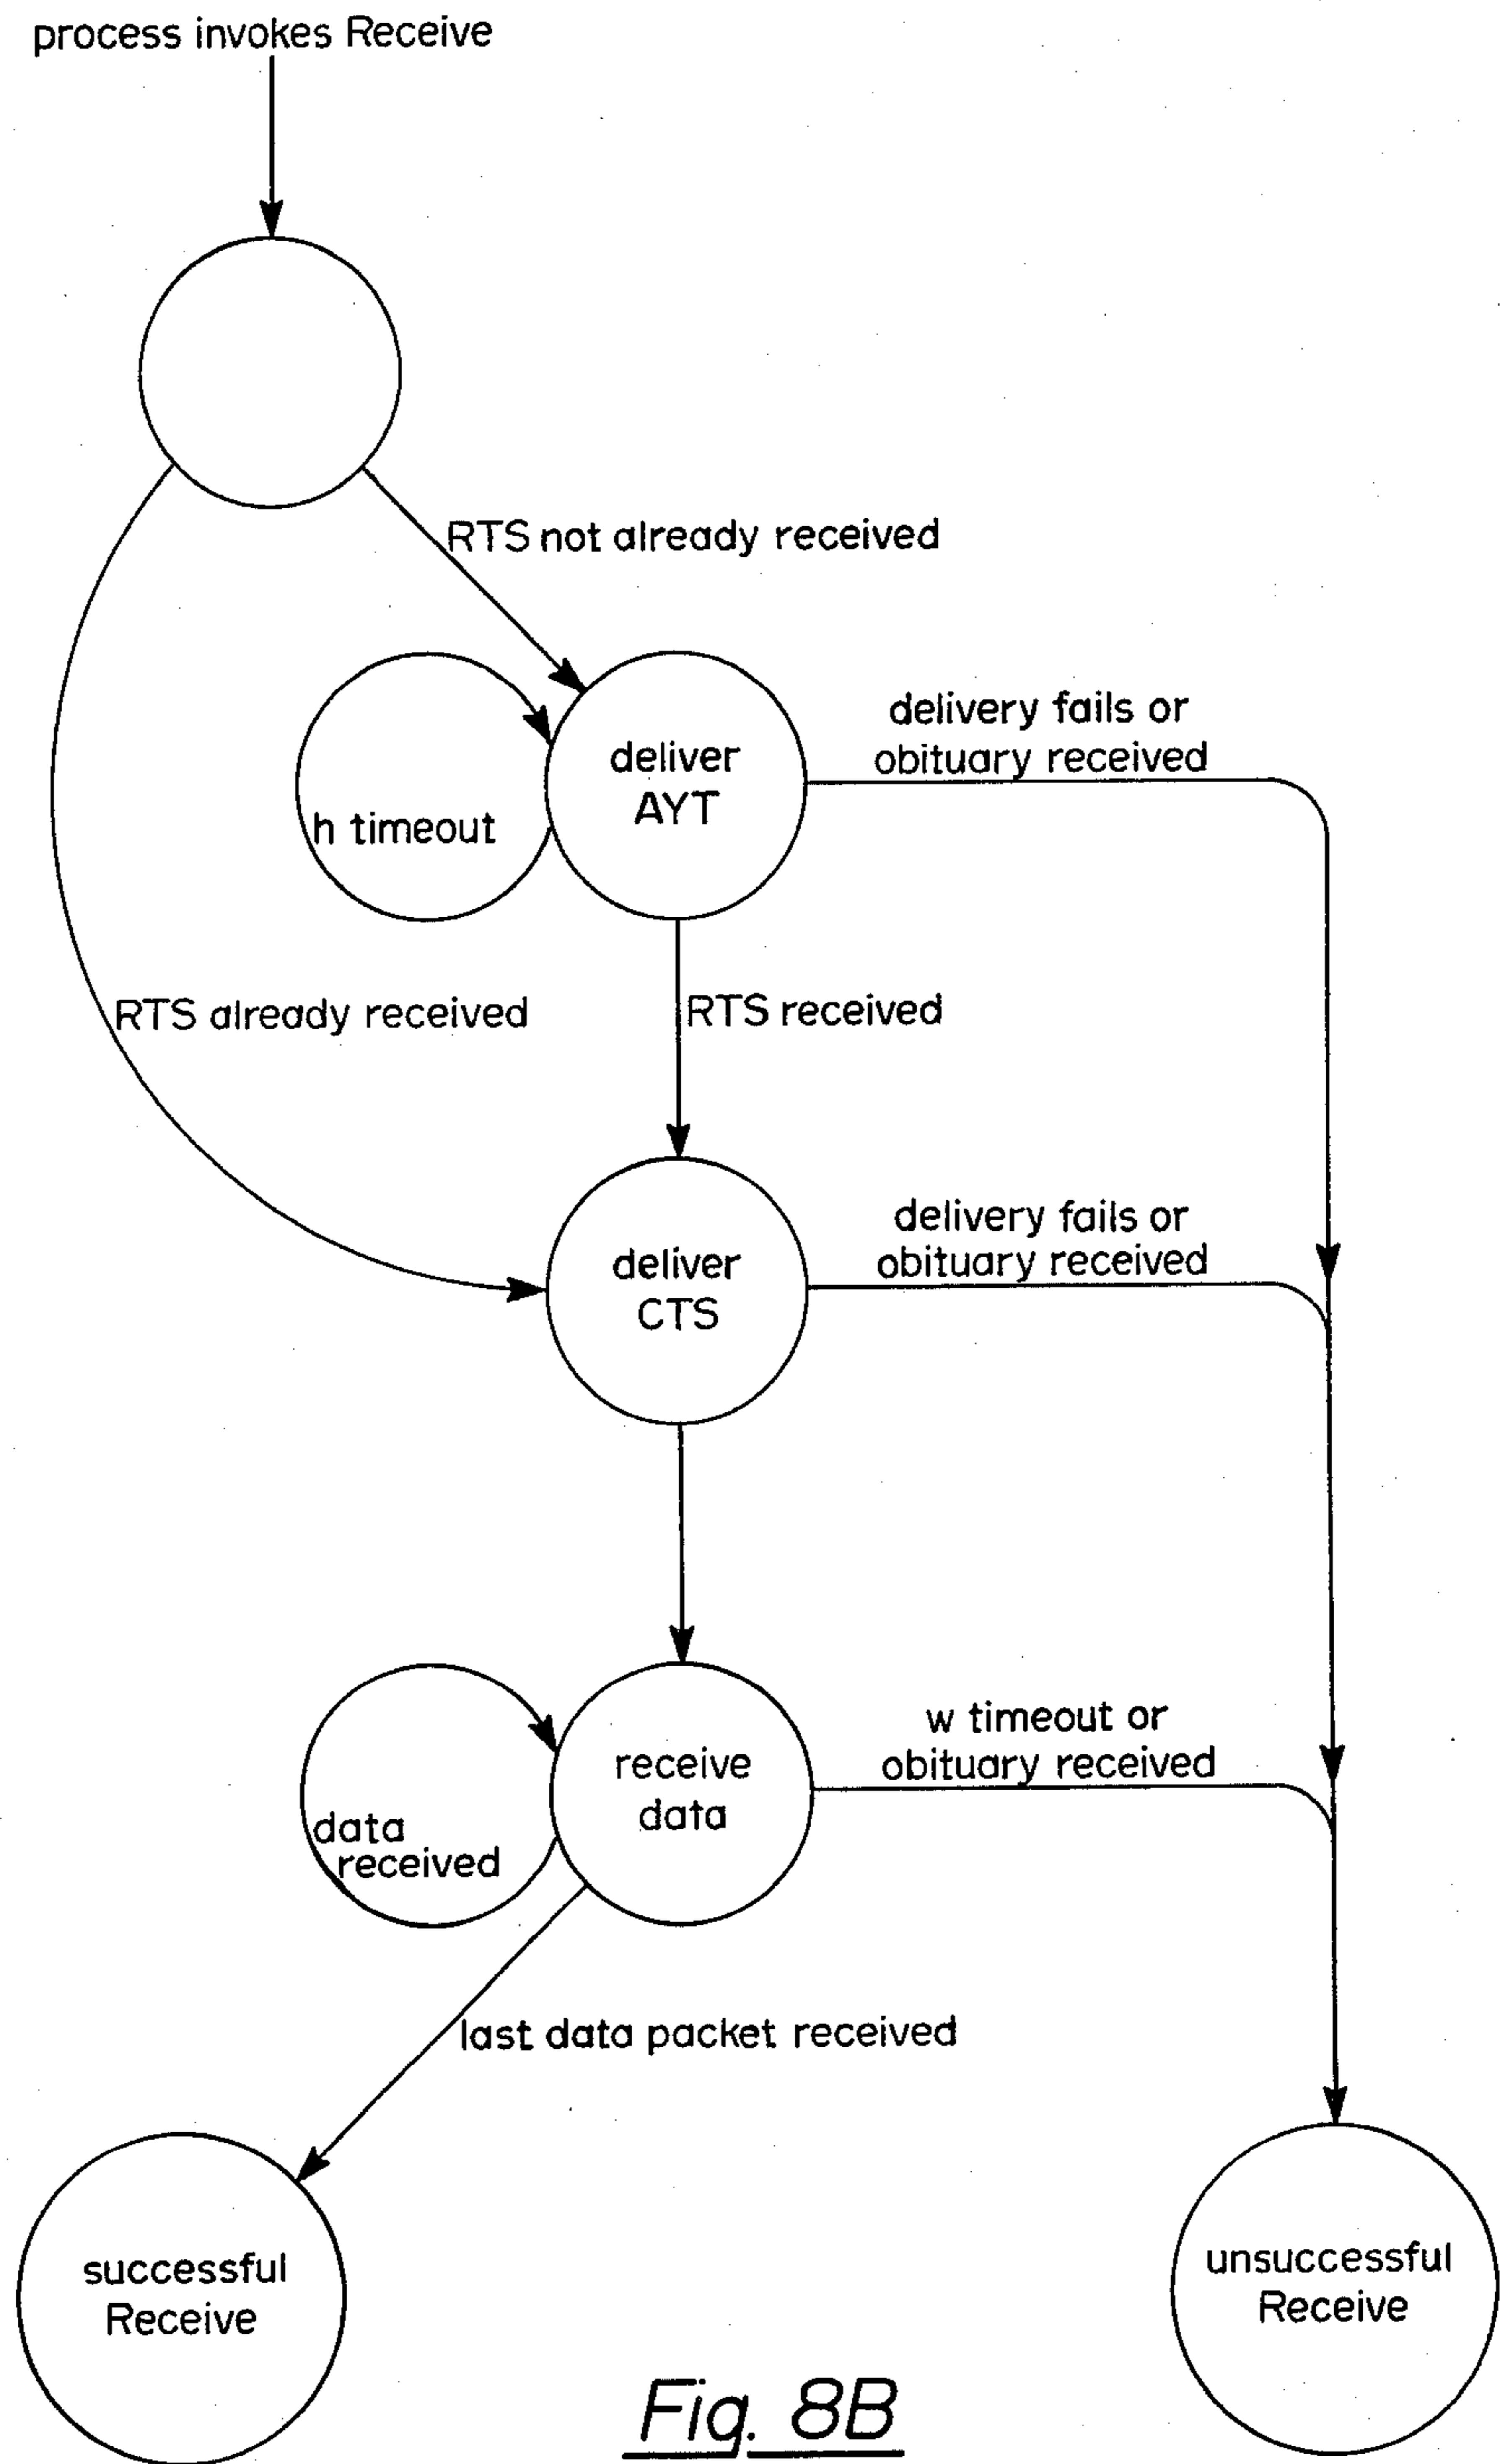 process invokes Receive
RTS not already received
delivery fails or
obituary received
deliver
AYT
h timeout
RTS already received
RTS received
delivery fails or
obituary received
deliver
CTS
w timeout or
obituary received
receive
data
data
received
last data packet received
successful
Receive
unsuccessful
Receive
Fig. 8B